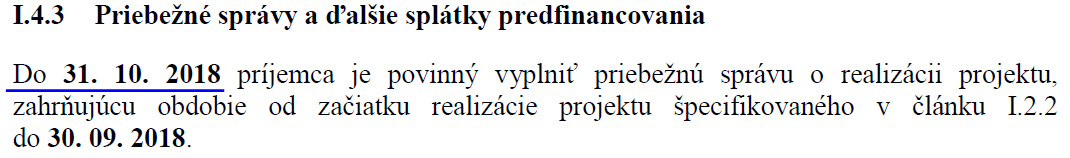 I.4.3 Priebežné správy a ďalšie splátky predfinancovania
Do 31. 10. 2018 príjemca je povinný vyplniť priebežnú správu o realizácii projektu,
zahrňujúcu obdobie od začiatku realizácie projektu špecifikovaného v článku I.2.2
do 30. 09. 2018.